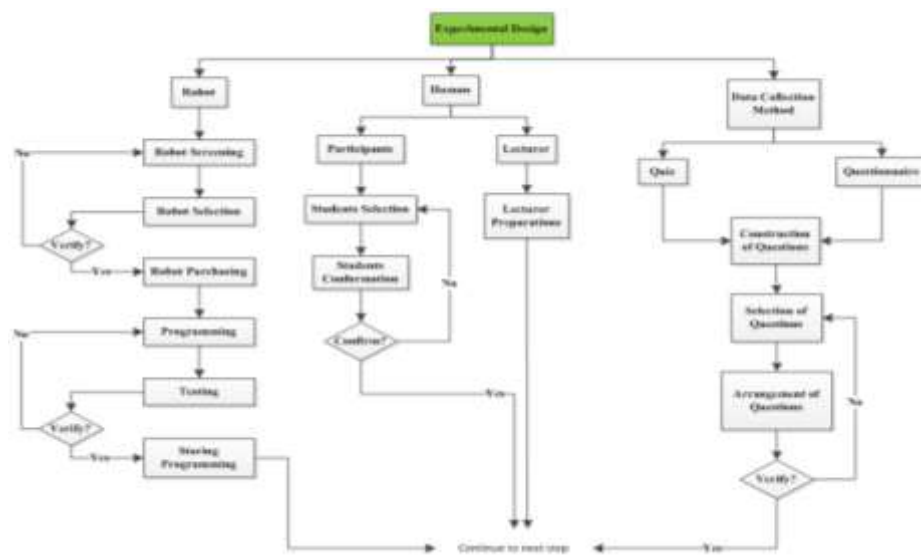 Experimental Design
Robot
Human
Data Collection
Method
No
Robot Screening
Participants
Lecturer
Quiz
Questionnaire
Robot Selection
Students Selection
Lecturer
Preparations
Verify?
Construction
of Questions
Yes
Robot Purchasing
Students
Conformation
No
No
Programming
Confirm?
Selection of
Questions
Testing
Yes
Arrangement of
Questions
No
Verify?
Yes
Storing
Programming
Verify?
Continue to next step
Yes